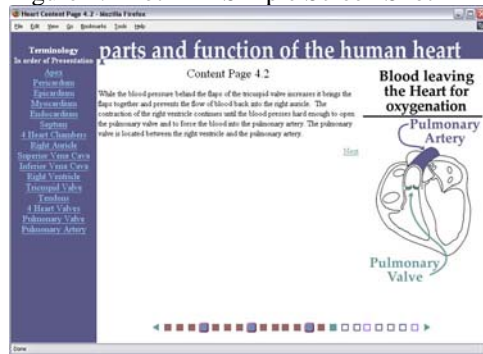 Heart Content Page 4.2 - Mozilla Firefox
File Edit View Go Bookmarks Tools Help
parts and function of the human heart
Terminology
In order of Presentation
Apex
Pericardium
Epicardium
Myocardium
Endocardium
Septum
4 Heart Chambers
Right Auricle
Superior Vena Cava
Inferior Vena Cava
Right Ventricle
Tricuspid Valve
Tendons
4 Heart Valves
Pulmonary Valve
Pulmonary Artery
Content Page 4.2
While the blood pressure behind the flaps of the tricuspid valve increases it brings the
flaps together and prevents the flow of blood back into the right auricle. The
contraction of the right ventricle continues until the blood presses hard enough to open
the pulmonary valve and to force the blood into the pulmonary artery. The pulmonary
valve is located between the right ventricle and the pulmonary artery.
Next
Blood leaving
the Heart for
oxygenation
Pulmonary
Artery
Pulmonary
Valve
Done